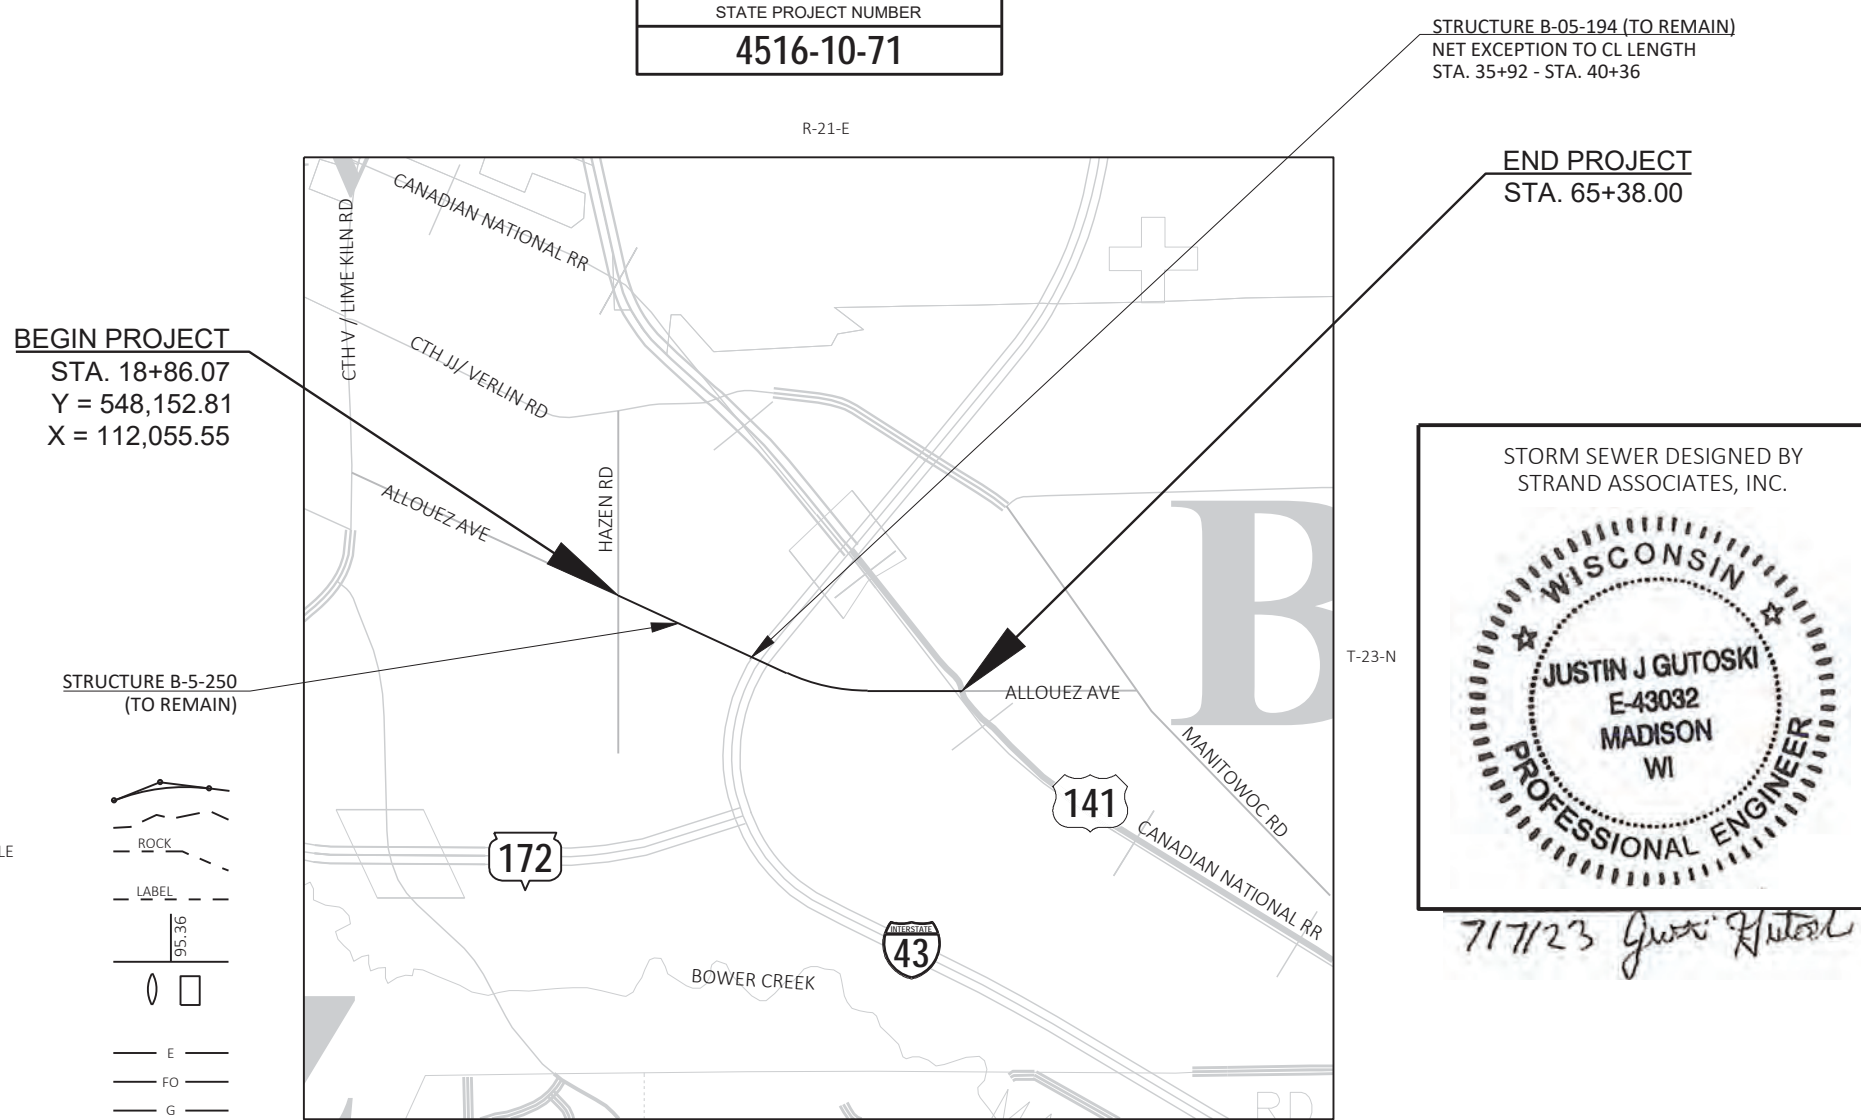 STATE PROJECT NUMBER
4516-10-71
STRUCTURE B-05-194 (TO REMAIN)
NET EXCEPTION TO CL LENGTH
STA. 35+92 - STA. 40+36
R-21-E
END PROJECT
STA. 65+38.00
CANADIAN NATIONAL RR
CTH V / LIME KILN RD
BEGIN PROJECT
STA. 18+86.07
Y = 548,152.81
X = 112,055.55
CTH JJ/ VERLIN RD
ALLOUEZ AVE
HAZEN RD
B
STORM SEWER DESIGNED BY
STRAND ASSOCIATES, INC.
WISCONSIN
JUSTIN J GUTOSKI
E-43032
MADISON
WI
PROFESSIONAL ENGINEER
7/7/23
T-23-N
STRUCTURE B-5-250
(TO REMAIN)
ALLOUEZ AVE
MANITOWOC RD
141
CANADIAN NATIONAL RR
172
INTERSTATE
43
BOWER CREEK
LE
ROCK
LABEL
95.36
E
FO
G
RD